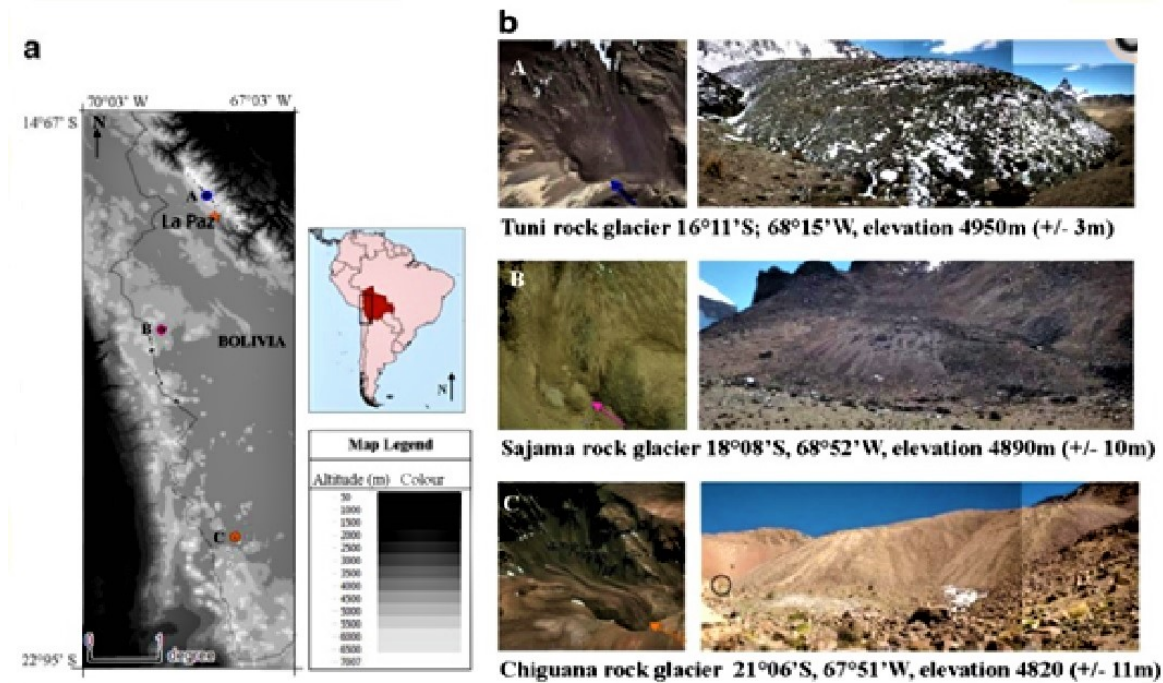 a
70°03' W
67°03' W
14°67' S
N
A
La Paz
B
BOLIVIA
C
0
1
degree
22°95' S
N
Map Legend
Altitude (m) Colour
50
1000
1500
2000
2500
3000
3500
4000
4500
5000
5500
6000
6500
7007
b
A
Tuni rock glacier 16°11'S; 68°15'W, elevation 4950m (+/- 3m)
B
Sajama rock glacier 18°08'S, 68°52'W, elevation 4890m (+/- 10m)
C
Chiguana rock glacier 21°06'S, 67°51'W, elevation 4820 (+/- 11m)